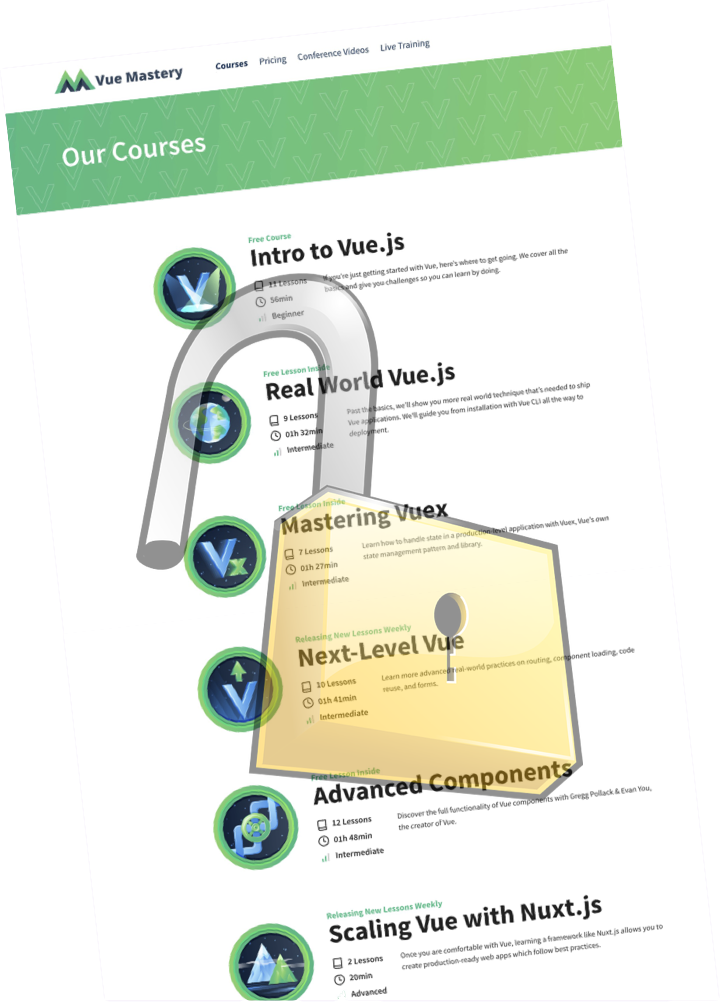 Vue Mastery
Courses Pricing Conference Videos Live Training
Our Courses
Free Course
Intro to Vue.js
11 Lessons
56min
Beginner
If you're just getting started with Vue, here's where to get going. We cover all the
basics and give you challenges so you can learn by doing.
Free Lesson Inside
Real World Vue.js
9 Lessons
01h 32min
Intermediate
Past the basics, we'll show you more real world technique that's needed to ship
Vue applications. We'll guide you from installation with Vue CLI all the way to
deployment.
Free Lesson Inside
Mastering Vuex
7 Lessons
01h 27min
Intermediate
Learn how to handle state in a production level application with Vuex, Vue's own
state management pattern and library.
Releasing New Lessons Weekly
Next-Level Vue
10 Lessons
01h 41min
Intermediate
Learn more advanced real-world practices on routing, component loading, code
reuse, and forms.
Free Lesson Inside
Advanced Components
12 Lessons
01h 48min
Intermediate
Discover the full functionality of Vue components with Gregg Pollack & Evan You,
the creator of Vue.
Releasing New Lessons Weekly
Scaling Vue with Nuxt.js
2 Lessons
20min
Advanced
Once you are comfortable with Vue, learning a framework like Nuxt.js allows you to
create production-ready web apps which follow best practices.